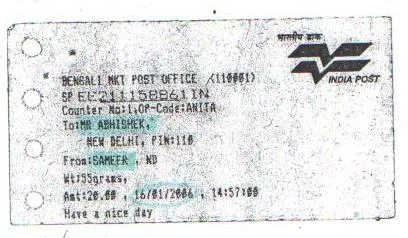 भारतीय डाक
INDIA POST
BENGALI MKT POST OFFICE (110001)
SP EE211158861IN
Counter No:1,OP-Code:ANITA
To:MR ABHISHEK,
NEW DELHI, PIN:110
From:SAMEER , ND
Wt:55grams,
Amt:20.00 , 16/01/2006 , 14:57:00
Have a nice day